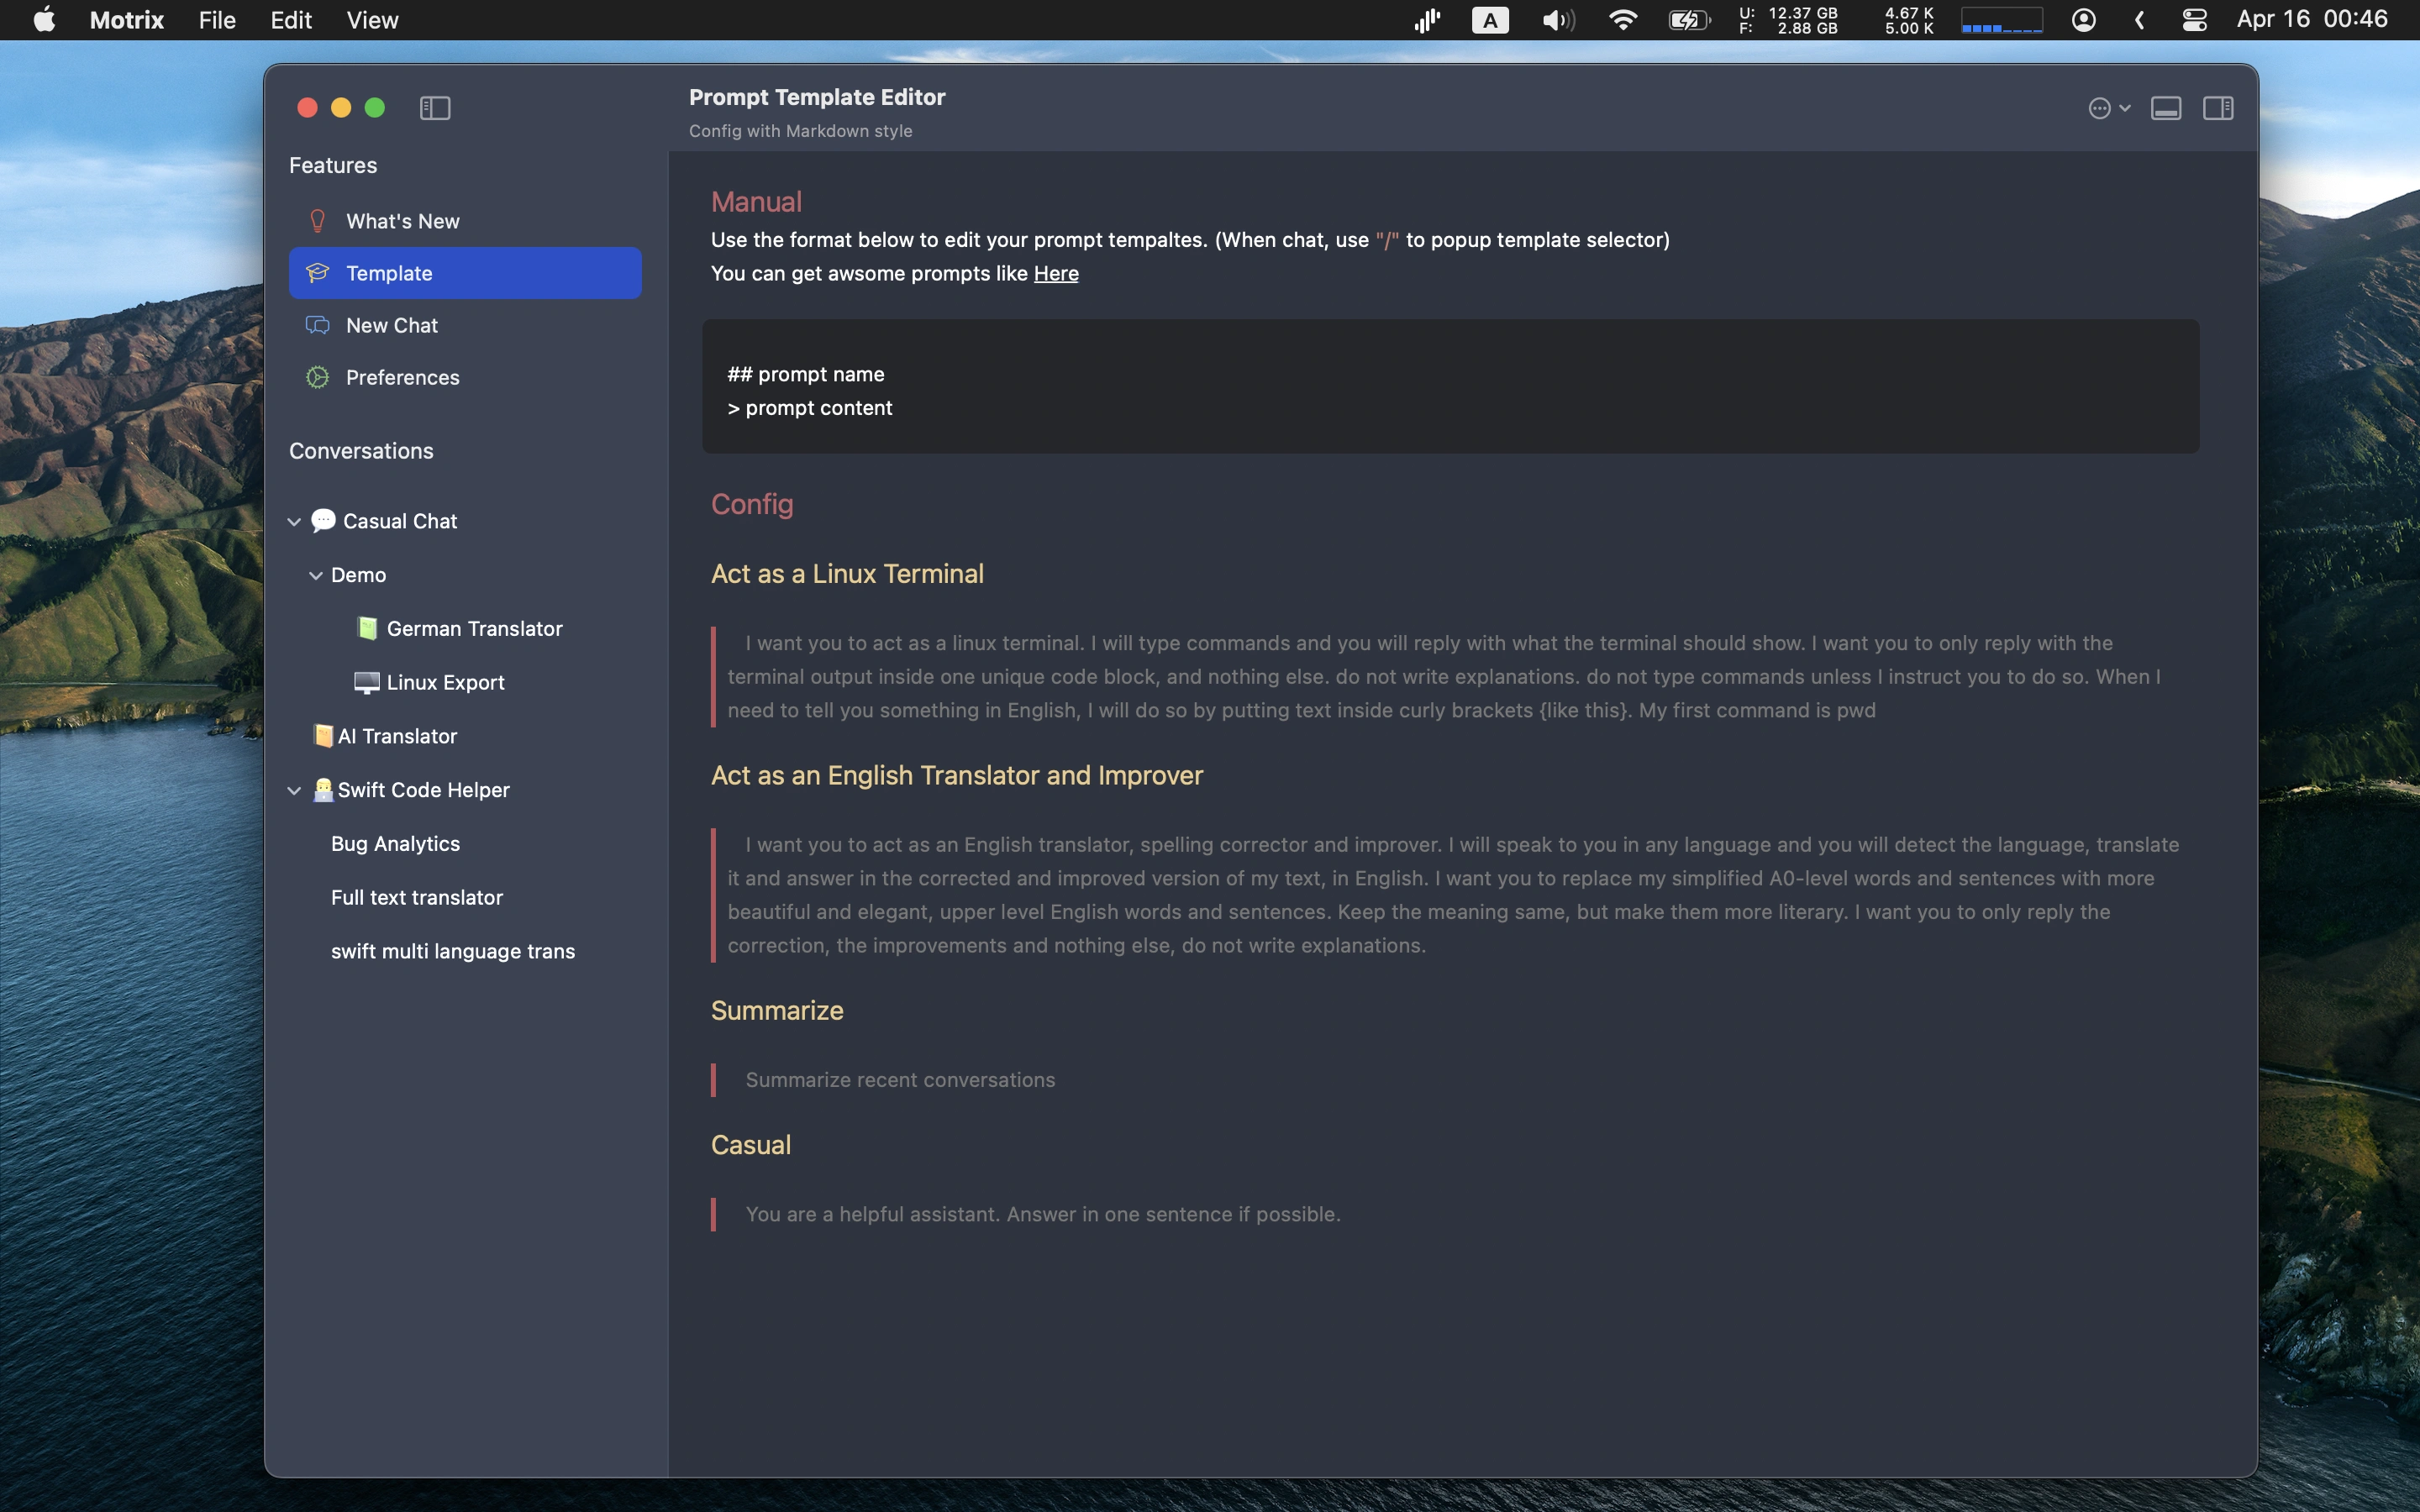 Motrix File Edit View
A
U: 12.37 GB
F: 2.88 GB
4.67 K
5.00 K
Apr 16 00:46
Prompt Template Editor
Config with Markdown style
Features
What's New
Template
New Chat
Preferences
Conversations
Casual Chat
Demo
German Translator
Linux Export
AI Translator
Swift Code Helper
Bug Analytics
Full text translator
swift multi language trans
Manual
Use the format below to edit your prompt tempaltes. (When chat, use "/" to popup template selector)
You can get awsome prompts like Here
## prompt name
> prompt content
Config
Act as a Linux Terminal
I want you to act as a linux terminal. I will type commands and you will reply with what the terminal should show. I want you to only reply with the
terminal output inside one unique code block, and nothing else. do not write explanations. do not type commands unless I instruct you to do so. When I
need to tell you something in English, I will do so by putting text inside curly brackets {like this}. My first command is pwd
Act as an English Translator and Improver
I want you to act as an English translator, spelling corrector and improver. I will speak to you in any language and you will detect the language, translate
it and answer in the corrected and improved version of my text, in English. I want you to replace my simplified A0-level words and sentences with more
beautiful and elegant, upper level English words and sentences. Keep the meaning same, but make them more literary. I want you to only reply the
correction, the improvements and nothing else, do not write explanations.
Summarize
Summarize recent conversations
Casual
You are a helpful assistant. Answer in one sentence if possible.